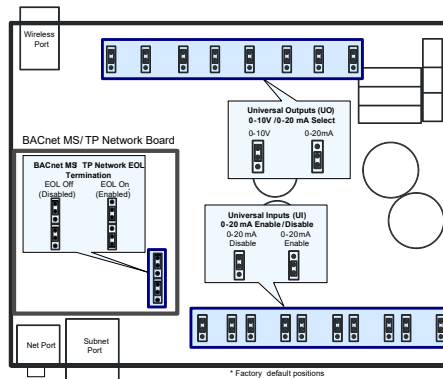 Wireless
Port
Universal Outputs (UO)
0-10V /0-20 mA Select
0-10V 0-20mA
BACnet MS/ TP Network Board
BACnet MS/ TP Network EOL
Termination
EOL Off EOL On
(Disabled) (Enabled)
Universal Inputs (UI)
0-20 mA Enable/Disable
0-20 mA 0-20 mA
Disable Enable
Net Port
Subnet
Port
* Factory default positions